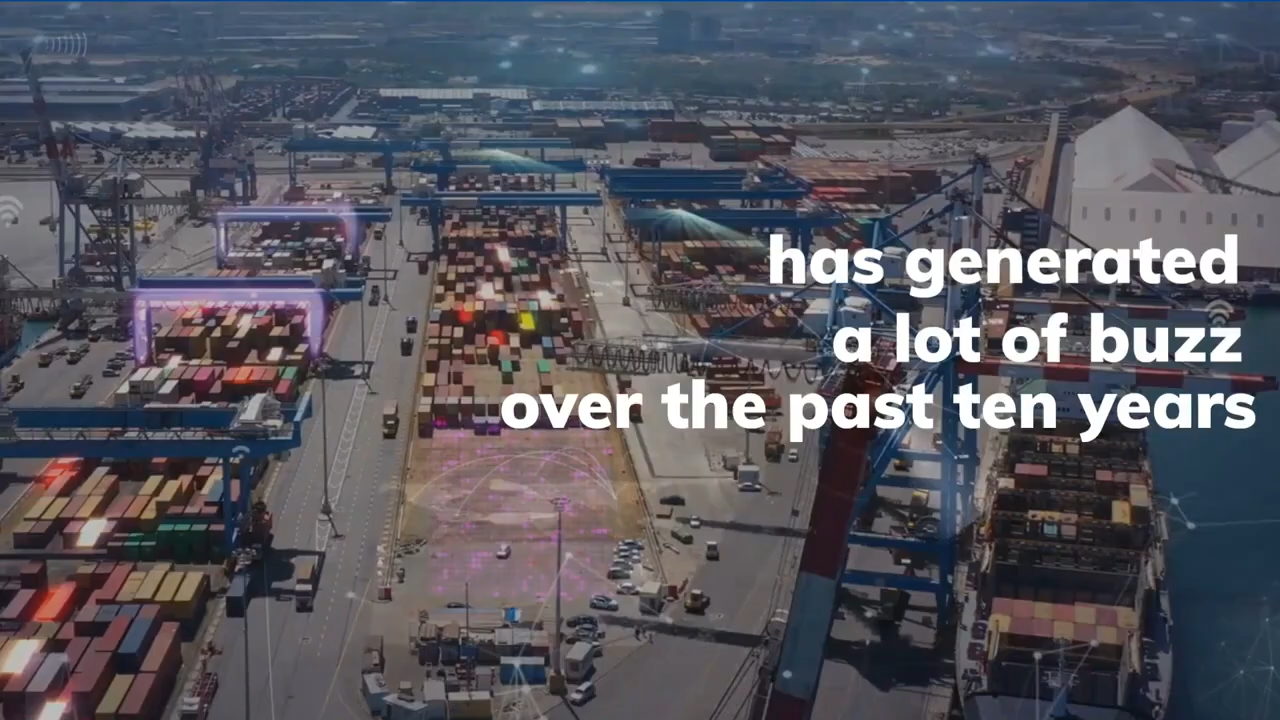 has generated
a lot of buzz
over the past ten years